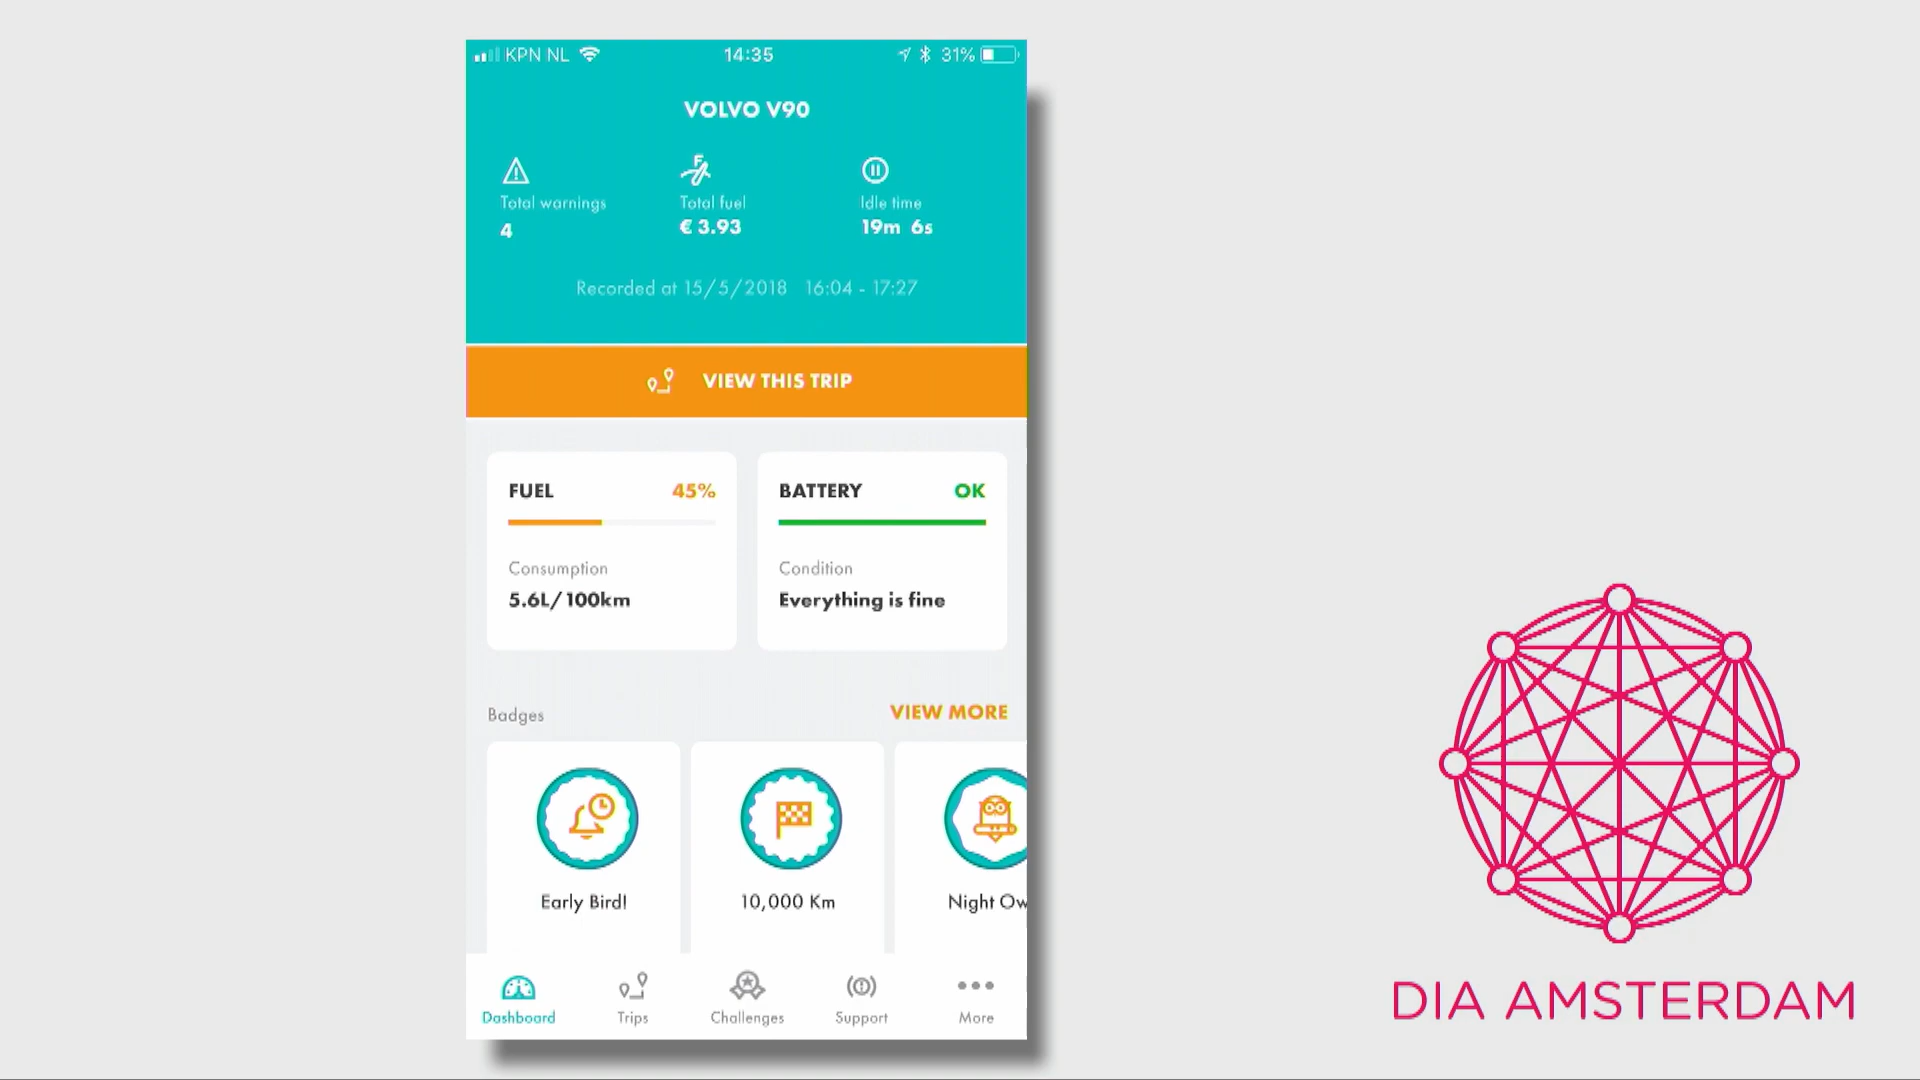 KPN NL 14:35 31%
VOLVO V90
Total warnings Total fuel Idle time
4 € 3.93 19m 6s
Recorded at 15/5/2018 16:04 - 17:27
VIEW THIS TRIP
FUEL 45% BATTERY OK
Consumption Condition
5.6L/100km Everything is fine
Badges VIEW MORE
Early Bird! 10,000 Km Night Ow
Dashboard Trips Challenges Support More
DIA AMSTERDAM